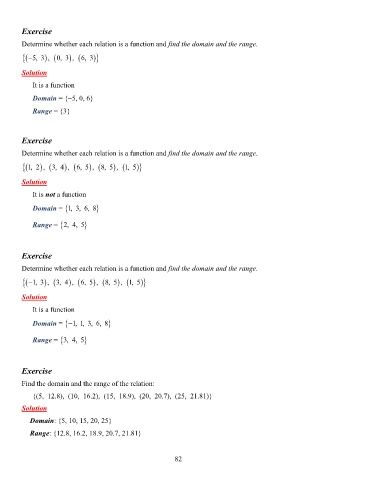 Exercise
Determine whether each relation is a function and find the domain and the range.
{(−5, 3), (0, 3), (6, 3)}
Solution
It is a function
Domain = {−5, 0, 6}
Range = {3}
Exercise
Determine whether each relation is a function and find the domain and the range.
{(1, 2), (3, 4), (6, 5), (8, 5), (1, 5)}
Solution
It is not a function
Domain = {1, 3, 6, 8}
Range = {2, 4, 5}
Exercise
Determine whether each relation is a function and find the domain and the range.
{(−1, 3), (3, 4), (6, 5), (8, 5), (1, 5)}
Solution
It is a function
Domain = {−1, 1, 3, 6, 8}
Range = {3, 4, 5}
Exercise
Find the domain and the range of the relation:
{(5, 12.8), (10, 16.2), (15, 18.9), (20, 20.7), (25, 21.81)}
Solution
Domain: {5, 10, 15, 20, 25}
Range: {12.8, 16.2, 18.9, 20.7, 21.81}
82